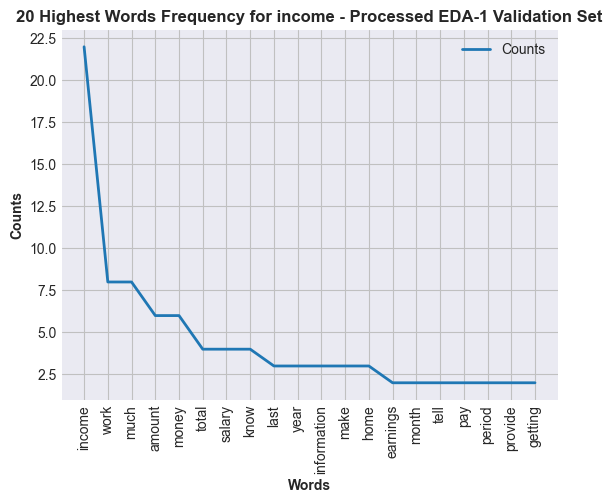 20 Highest Words Frequency for income - Processed EDA-1 Validation Set
Counts
22.5
20.0
17.5
15.0
12.5
10.0
7.5
5.0
2.5
Counts
income
work
much
amount
money
total
salary
know
last
year
information
make
home
earnings
month
tell
pay
period
provide
getting
Words